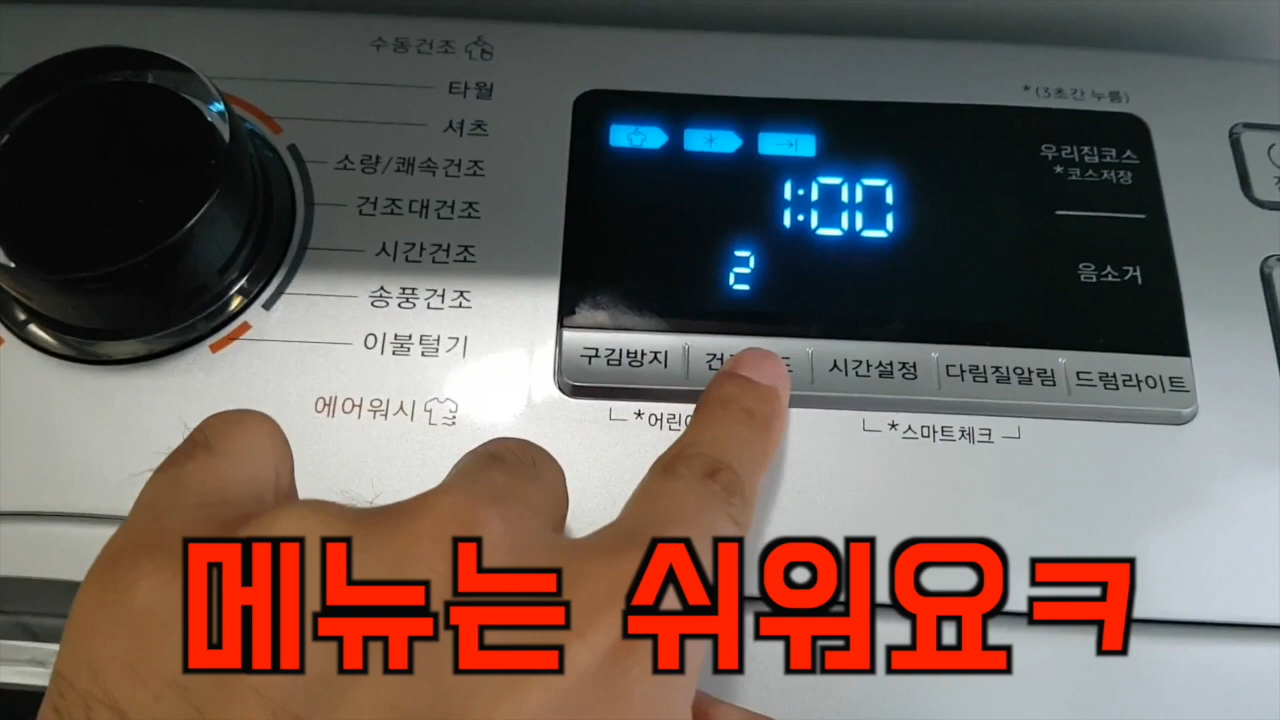 수동건조
타월
셔츠
소량/쾌속건조
건조대건조
시간건조
송풍건조
이불털기
에어워시
*(3초간 누름)
우리집코스
*코스저장
음소거
1:00
2
구김방지
시간설정
다림질알림
드럼라이트
*스마트체크
메뉴는 쉬워요ㅋ